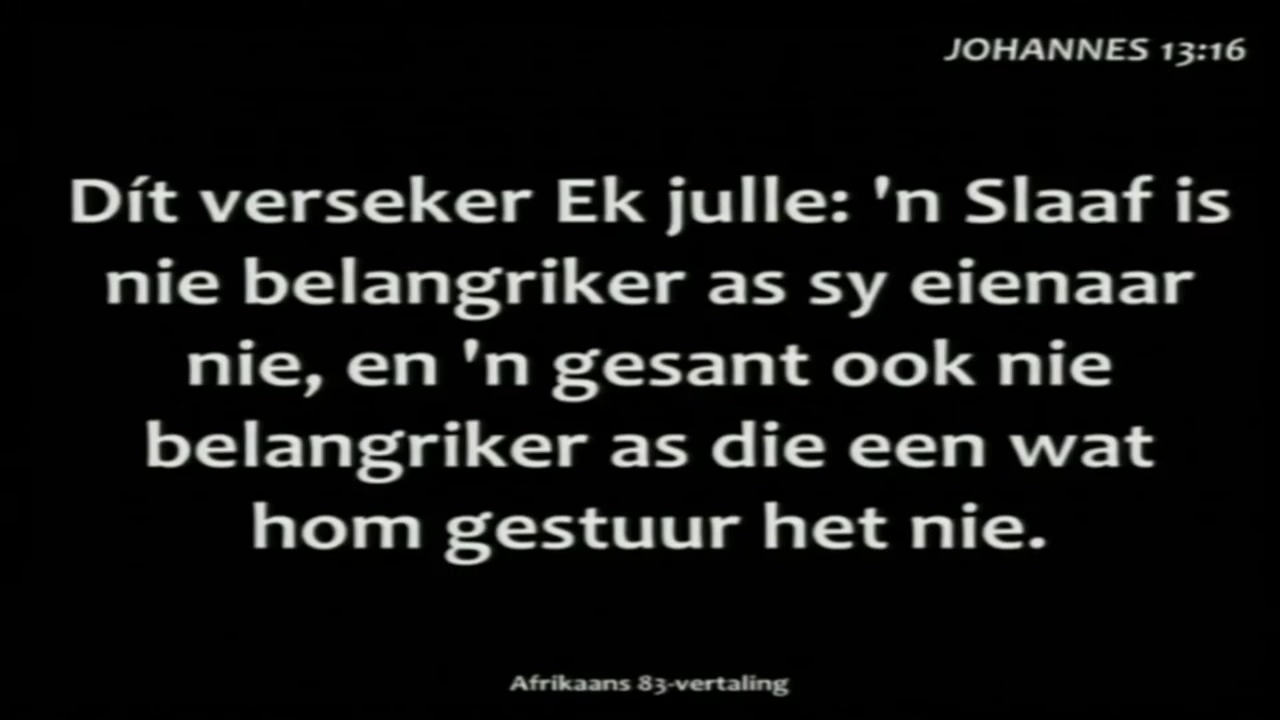 JOHANNES 13:16
Dít verseker Ek julle: 'n Slaaf is
nie belangriker as sy eienaar
nie, en 'n gesant ook nie
belangriker as die een wat
hom gestuur het nie.
Afrikaans 83-vertaling